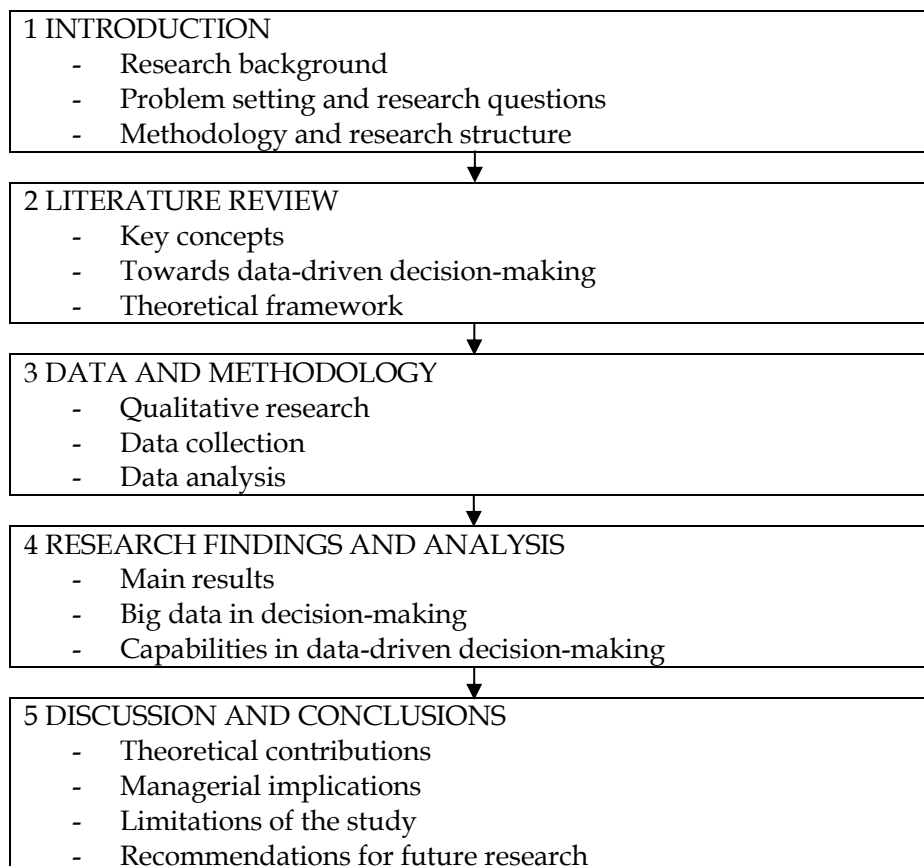 1 INTRODUCTION
- Research background
- Problem setting and research questions
- Methodology and research structure
2 LITERATURE REVIEW
- Key concepts
- Towards data-driven decision-making
- Theoretical framework
3 DATA AND METHODOLOGY
- Qualitative research
- Data collection
- Data analysis
4 RESEARCH FINDINGS AND ANALYSIS
- Main results
- Big data in decision-making
- Capabilities in data-driven decision-making
5 DISCUSSION AND CONCLUSIONS
- Theoretical contributions
- Managerial implications
- Limitations of the study
- Recommendations for future research